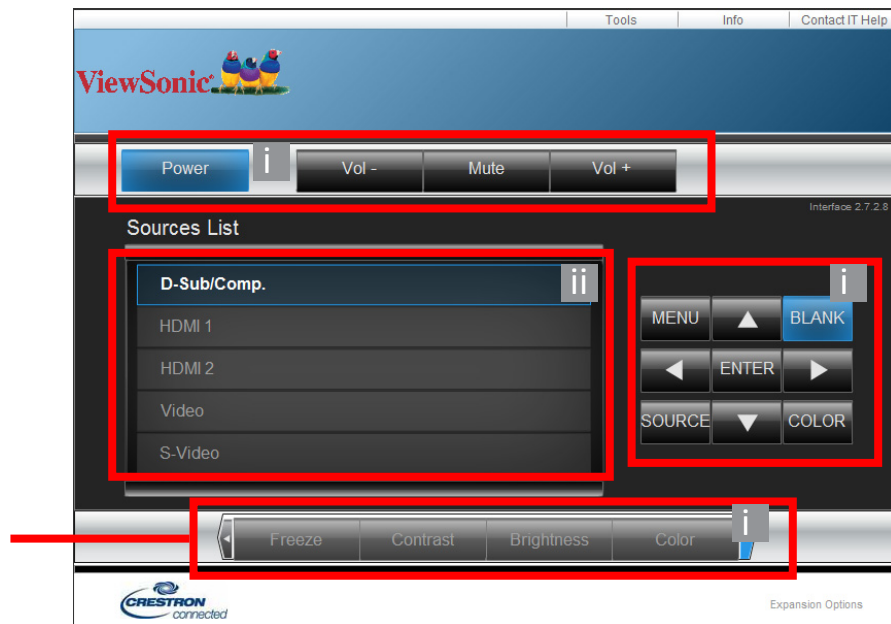 Tools Info Contact IT Help
ViewSonic
Power i Vol - Mute Vol +
Interface 2.7.2.8
Sources List
D-Sub/Comp. ii
HDMI 1
HDMI 2
Video
S-Video
i
MENU BLANK
ENTER
SOURCE COLOR
Freeze Contrast Brightness Color i
CRESTRON
connected
Expansion Options